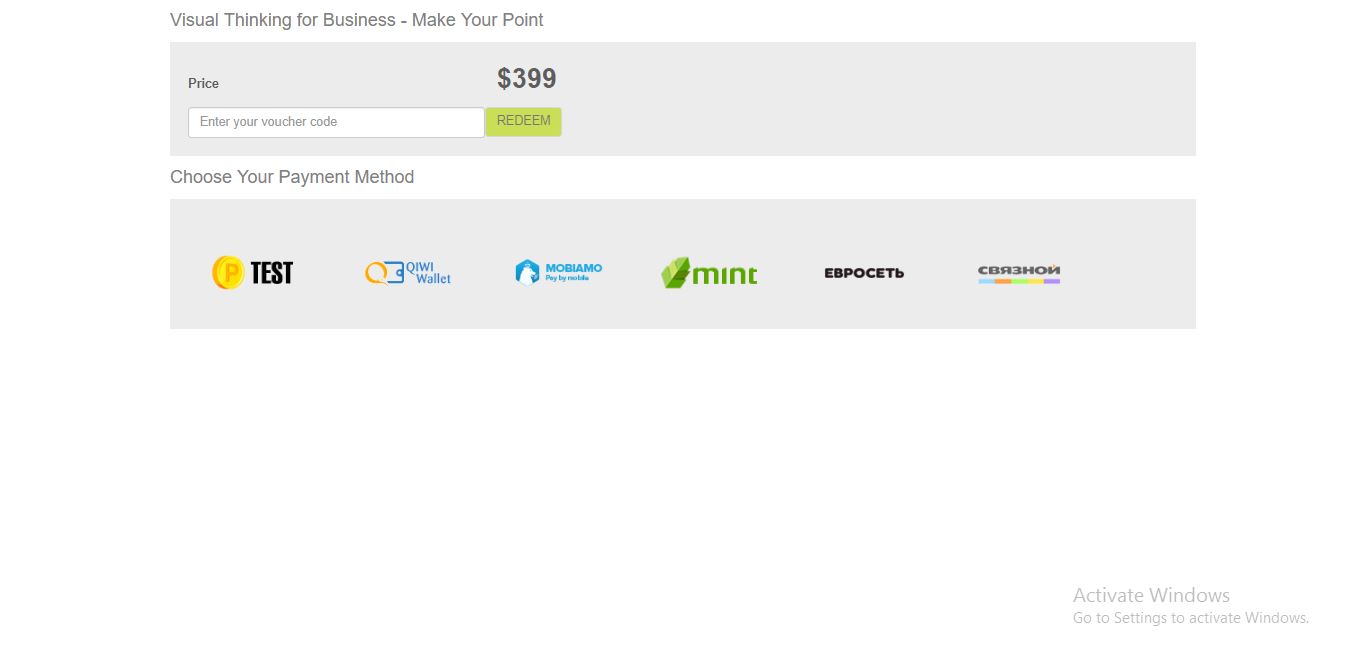 Visual Thinking for Business - Make Your Point
Price
$399
Enter your voucher code
REDEEM
Choose Your Payment Method
P TEST
QIWI
Wallet
MOBIAMO
Pay by mobile
mint
ЕВРОСЕТЬ
СВЯЗНОЙ
Activate Windows
Go to Settings to activate Windows.